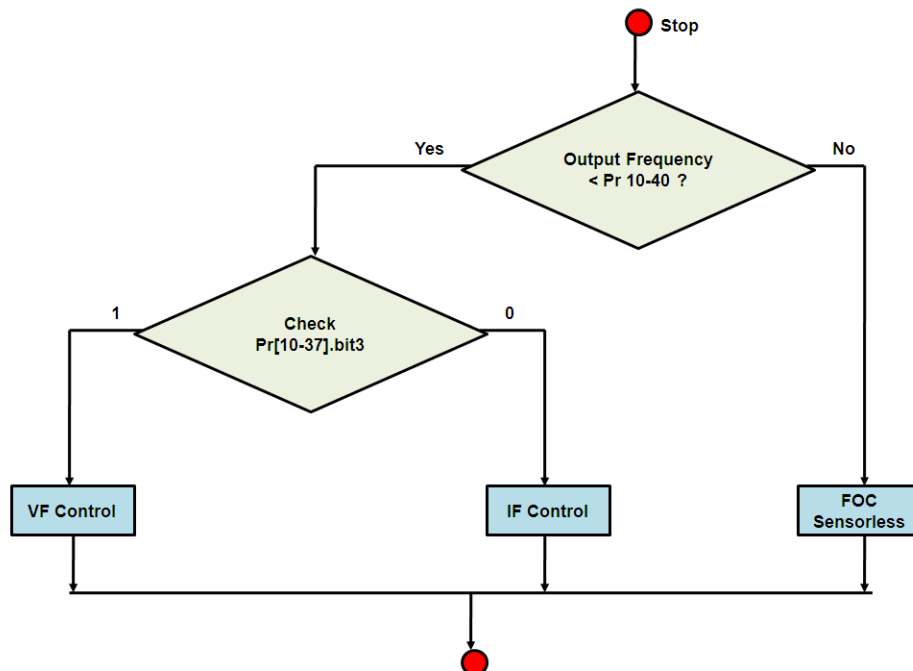 Stop
Output Frequency
< Pr 10-40 ?
Yes
No
Check
Pr[10-37].bit3
1
0
VF Control
IF Control
FOC
Sensorless